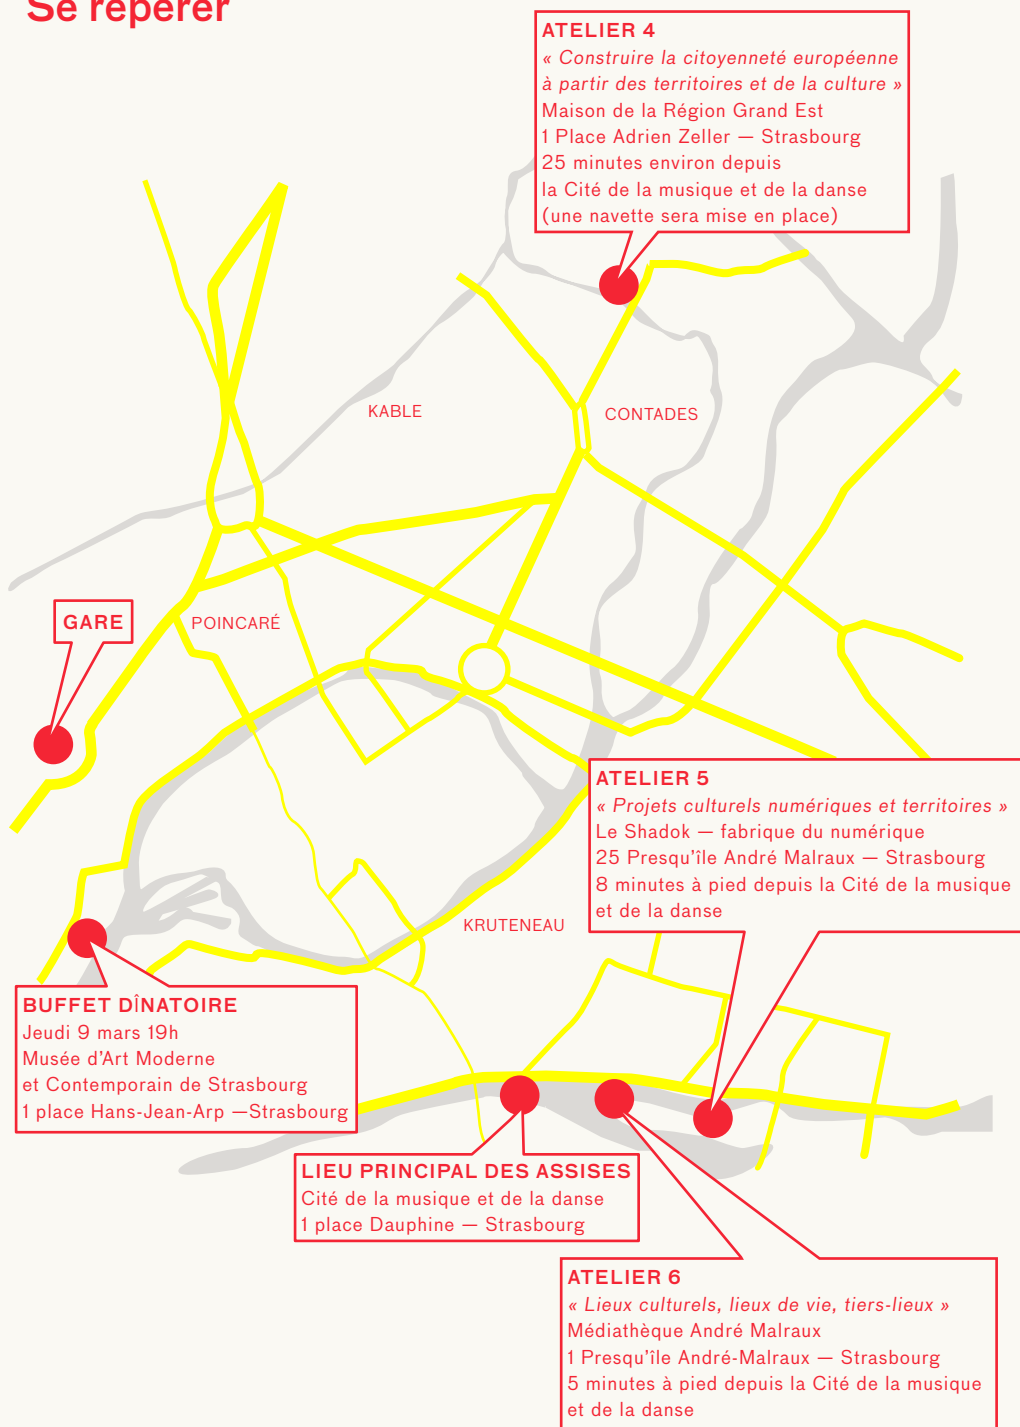 Se repérer
ATELIER 4
« Construire la citoyenneté européenne
à partir des territoires et de la culture »
Maison de la Région Grand Est
1 Place Adrien Zeller — Strasbourg
25 minutes environ depuis
la Cité de la musique et de la danse
(une navette sera mise en place)
KABLE
CONTADES
GARE
POINCARÉ
ATELIER 5
« Projets culturels numériques et territoires »
Le Shadok — fabrique du numérique
25 Presqu’île André Malraux — Strasbourg
8 minutes à pied depuis la Cité de la musique
et de la danse
KRUTENEAU
BUFFET DÎNATOIRE
Jeudi 9 mars 19h
Musée d’Art Moderne
et Contemporain de Strasbourg
1 place Hans-Jean-Arp —Strasbourg
LIEU PRINCIPAL DES ASSISES
Cité de la musique et de la danse
1 place Dauphine — Strasbourg
ATELIER 6
« Lieux culturels, lieux de vie, tiers-lieux »
Médiathèque André Malraux
1 Presqu’île André-Malraux — Strasbourg
5 minutes à pied depuis la Cité de la musique
et de la danse